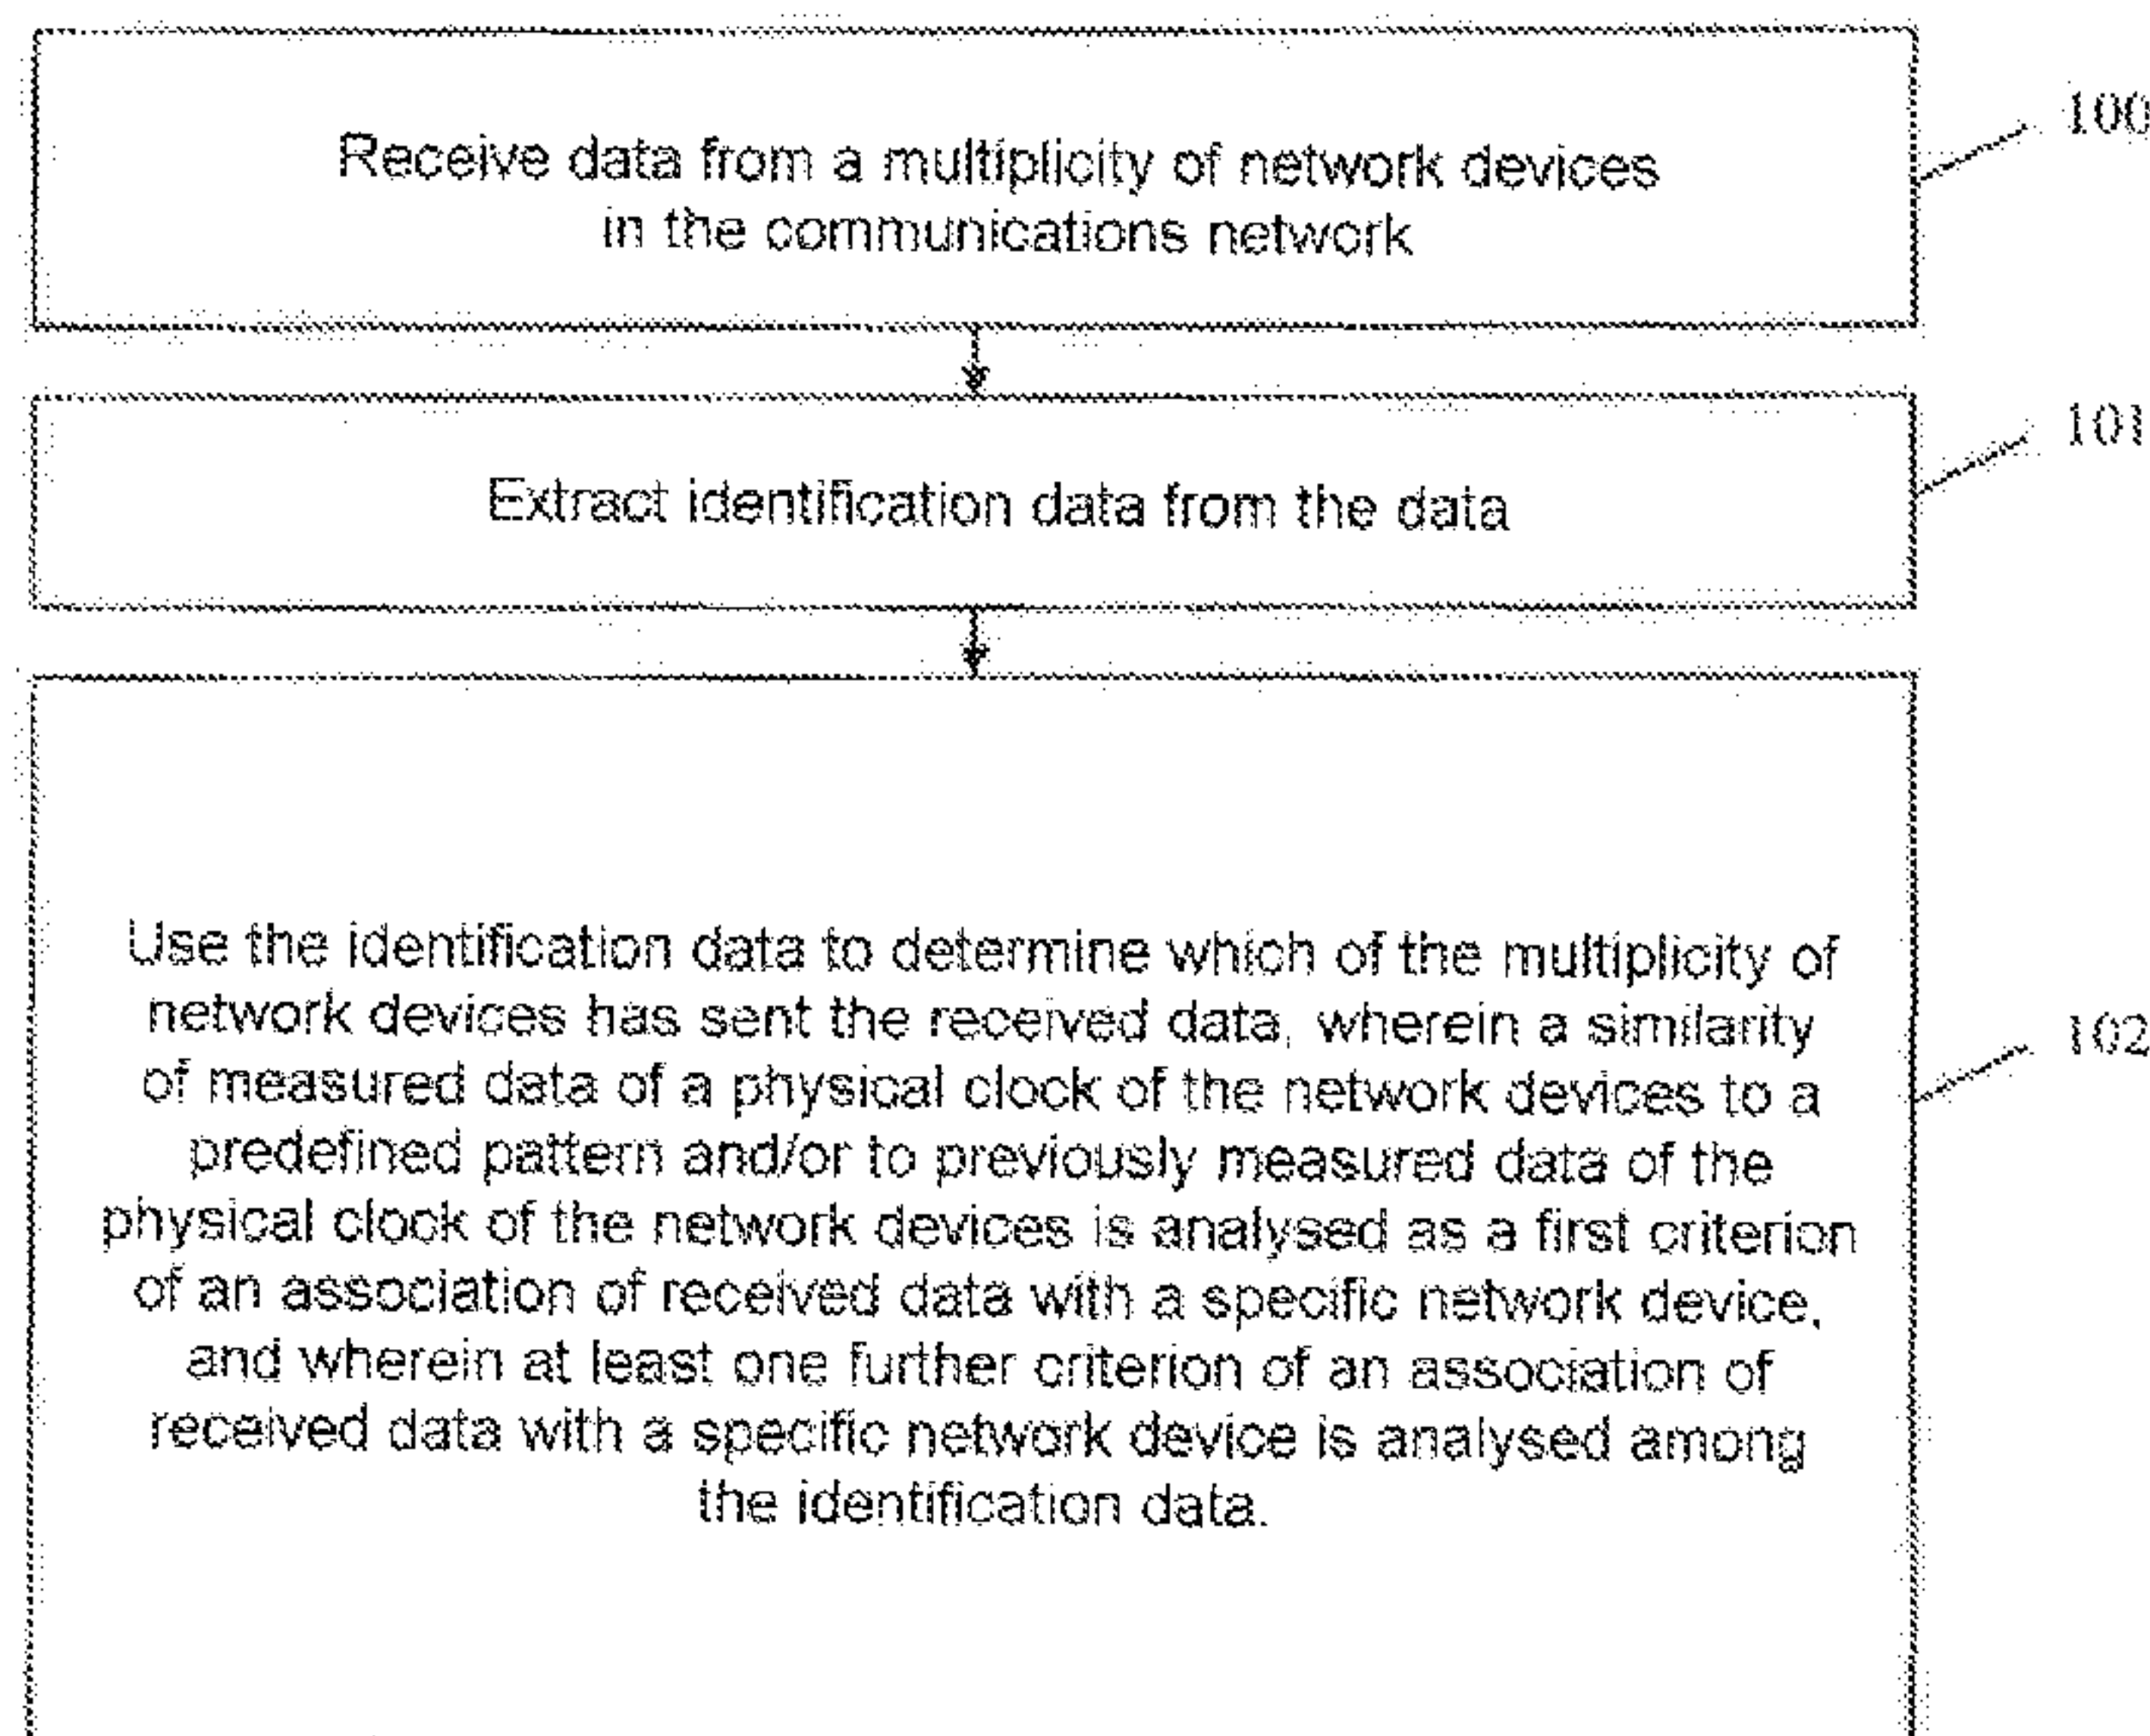 Receive data from a multiplicity of network devices
in the communications network
100
Extract identification data from the data
101
Use the identification data to determine which of the multiplicity of
network devices has sent the received data, wherein a similarity
of measured data of a physical clock of the network devices to a
predefined pattern and/or to previously measured data of the
physical clock of the network devices is analysed as a first criterion
of an association of received data with a specific network device,
and wherein at least one further criterion of an association of
received data with a specific network device is analysed among
the identification data.
102